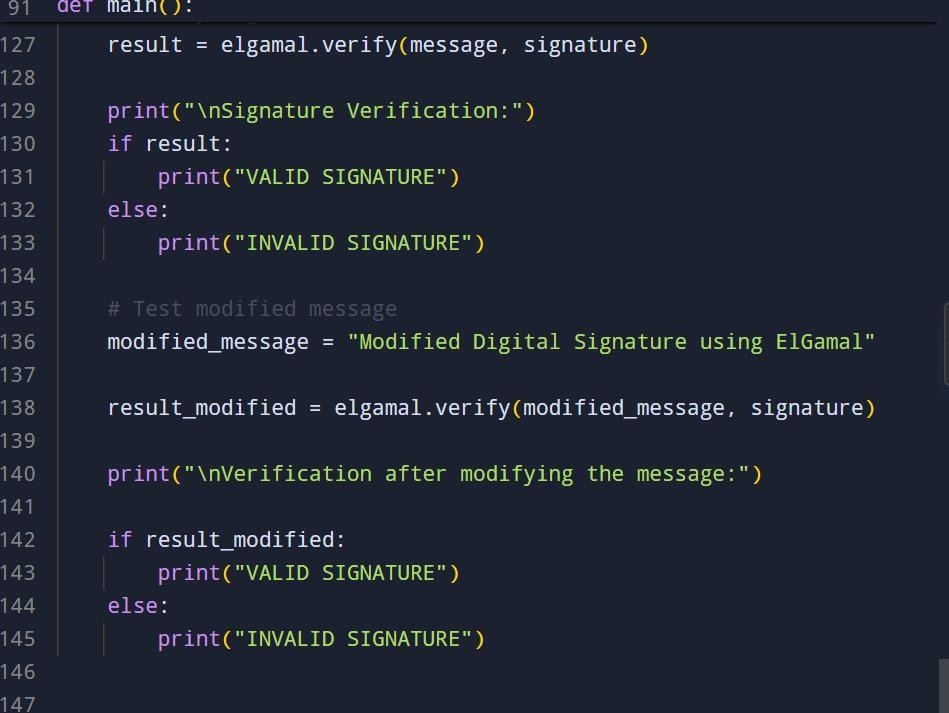 91 def main():
127 result = elgamal.verify(message, signature)
128
129 print("\nSignature Verification:")
130 if result:
131 print("VALID SIGNATURE")
132 else:
133 print("INVALID SIGNATURE")
134
135 # Test modified message
136 modified_message = "Modified Digital Signature using ElGamal"
137
138 result_modified = elgamal.verify(modified_message, signature)
139
140 print("\nVerification after modifying the message:")
141
142 if result_modified:
143 print("VALID SIGNATURE")
144 else:
145 print("INVALID SIGNATURE")
146
147